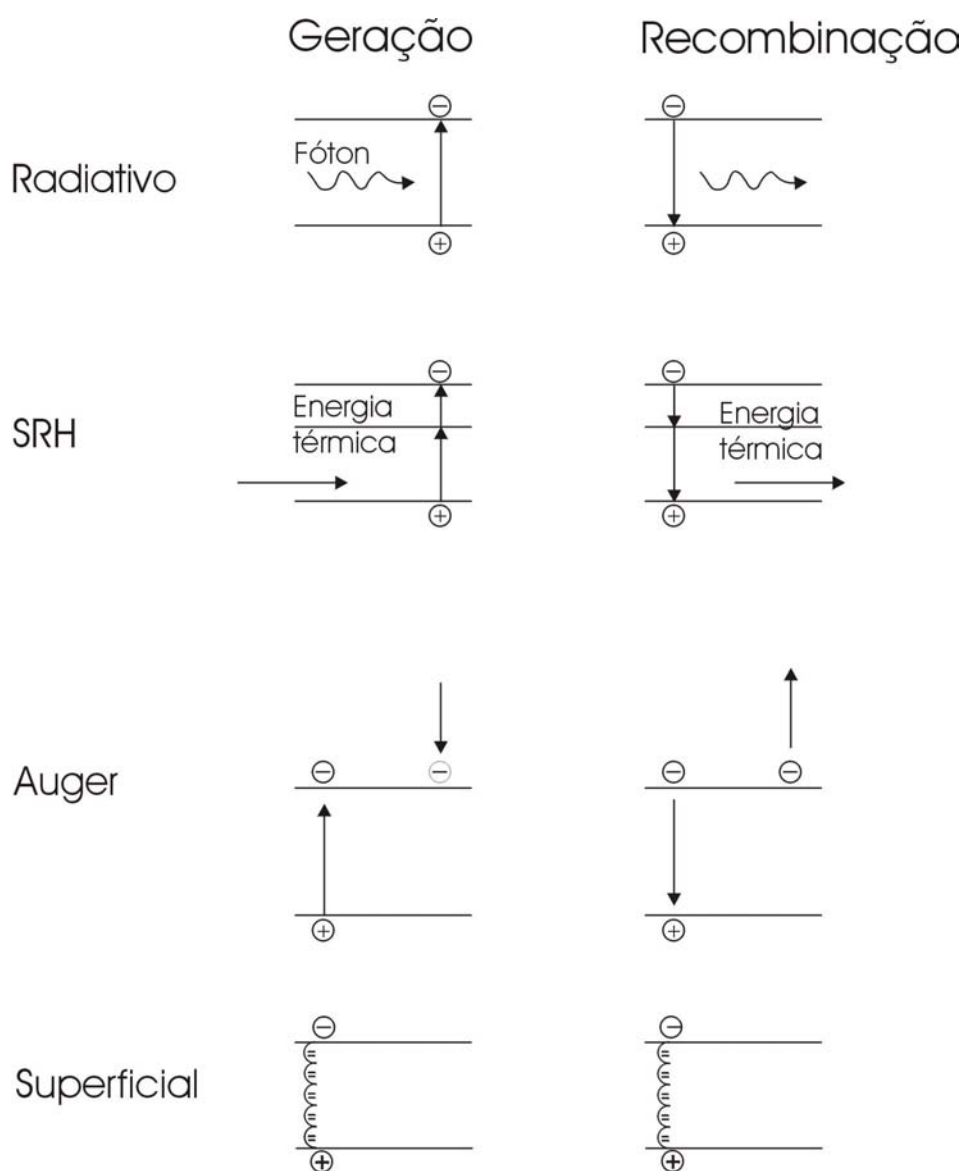 Geração Recombinação
Radiativo
Fóton
SRH
Energia
térmica
Energia
térmica
Auger
Superficial